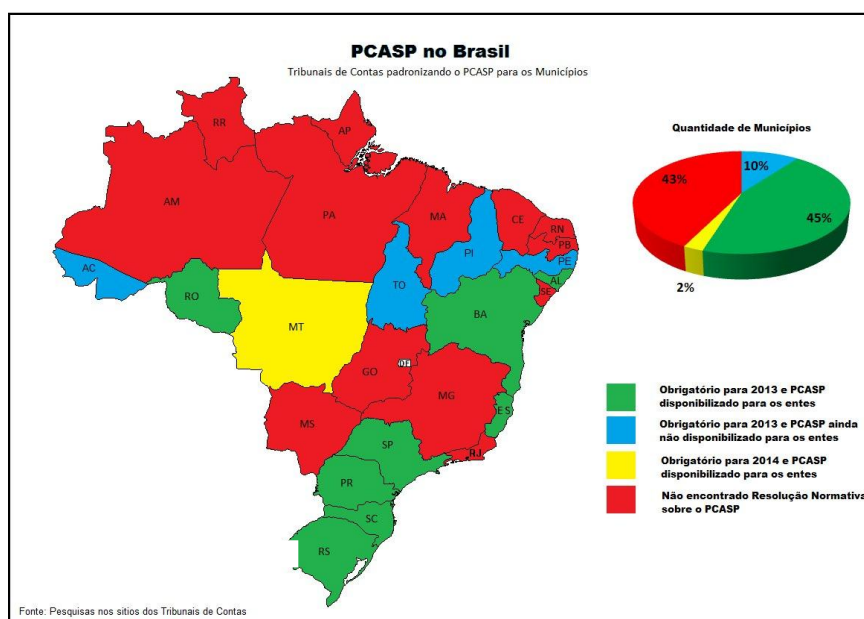 PCASP no Brasil
Tribunais de Contas padronizando o PCASP para os Municípios
RR
AP
AM
PA
MA
CE
RN
PB
PI
PE
AL
SE
AC
TO
RO
BA
MT
GO
DF
MG
ES
MS
SP
RJ
PR
SC
RS
Quantidade de Municípios
43%
10%
45%
2%
Obrigatório para 2013 e PCASP
disponibilizado para os entes
Obrigatório para 2013 e PCASP ainda
não disponibilizado para os entes
Obrigatório para 2014 e PCASP
disponibilizado para os entes
Não encontrado Resolução Normativa
sobre o PCASP
Fonte: Pesquisas nos sitios dos Tribunais de Contas